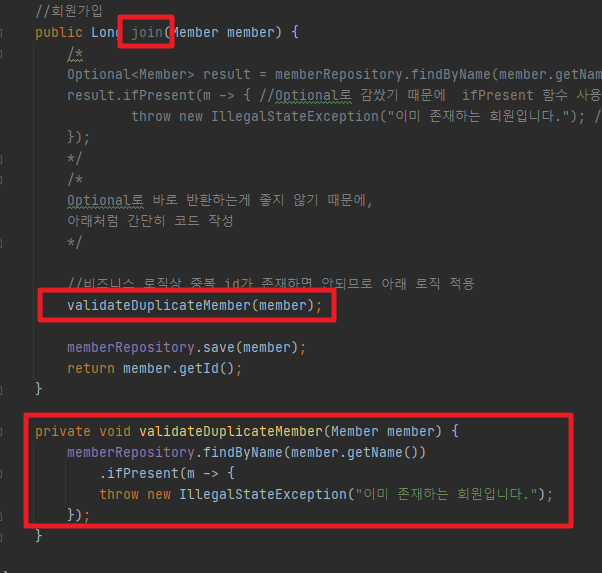 //회원가입
public Long join(Member member) {
/*
Optional<Member> result = memberRepository.findByName(member.getNam
result.ifPresent(m -> { //Optional로 감쌌기 때문에 ifPresent 함수 사용
throw new IllegalStateException("이미 존재하는 회원입니다."); /
});
*/
/*
Optional로 바로 반환하는게 좋지 않기 때문에,
아래처럼 간단히 코드 작성
*/
//비즈니스 로직상 중복 id가 존재하면 안되므로 아래 로직 적용
validateDuplicateMember(member);
memberRepository.save(member);
return member.getId();
}
private void validateDuplicateMember(Member member) {
memberRepository.findByName(member.getName())
.ifPresent(m -> {
throw new IllegalStateException("이미 존재하는 회원입니다.");
});
}